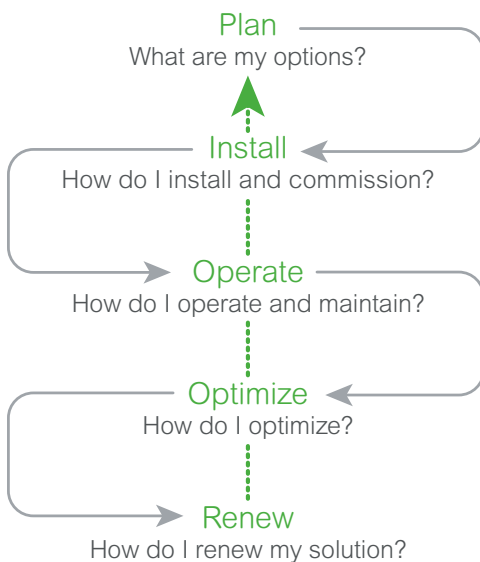 Plan
What are my options?
Install
How do I install and commission?
Operate
How do I operate and maintain?
Optimize
How do I optimize?
Renew
How do I renew my solution?